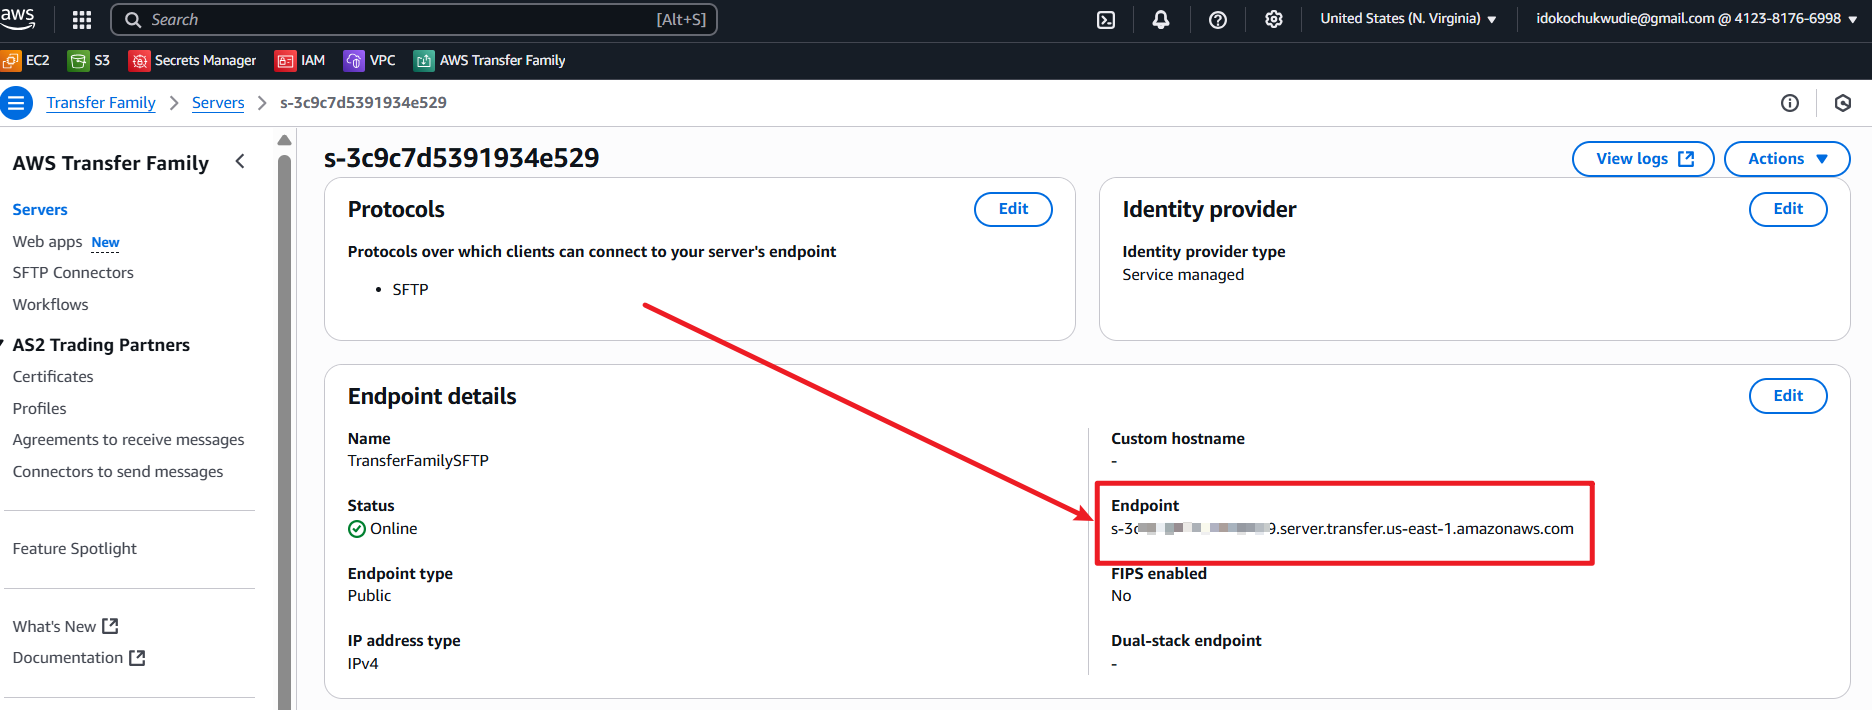 aws
Search [Alt+S]
United States (N. Virginia)
idokochukwudie@gmail.com @ 4123-8176-6998
EC2
S3
Secrets Manager
IAM
VPC
AWS Transfer Family
Transfer Family
Servers
s-3c9c7d5391934e529
AWS Transfer Family
Servers
Web apps New
SFTP Connectors
Workflows
AS2 Trading Partners
Certificates
Profiles
Agreements to receive messages
Connectors to send messages
Feature Spotlight
What's New
Documentation
s-3c9c7d5391934e529
View logs
Actions
Protocols
Edit
Protocols over which clients can connect to your server's endpoint
• SFTP
Identity provider
Edit
Identity provider type
Service managed
Endpoint details
Edit
Name
TransferFamilySFTP
Status
Online
Endpoint type
Public
IP address type
IPv4
Custom hostname
-
Endpoint
s-3c 9.server.transfer.us-east-1.amazonaws.com
FIPS enabled
No
Dual-stack endpoint
-